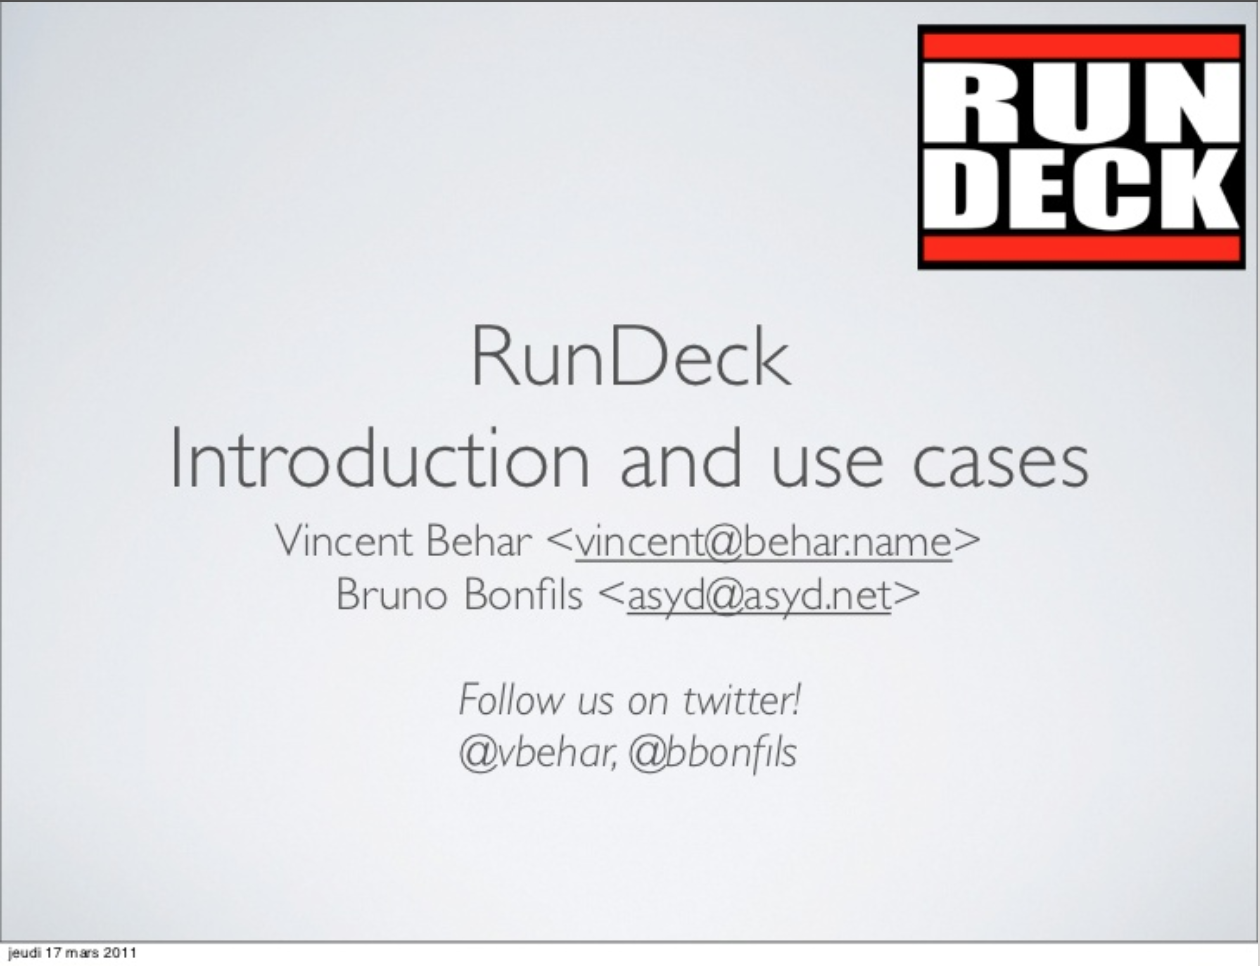 RUN
DECK
RunDeck
Introduction and use cases
Vincent Behar <vincent@behar.name>
Bruno Bonfils <asyd@asyd.net>
Follow us on twitter!
@vbehar, @bbonfils
jeudi 17 mars 2011